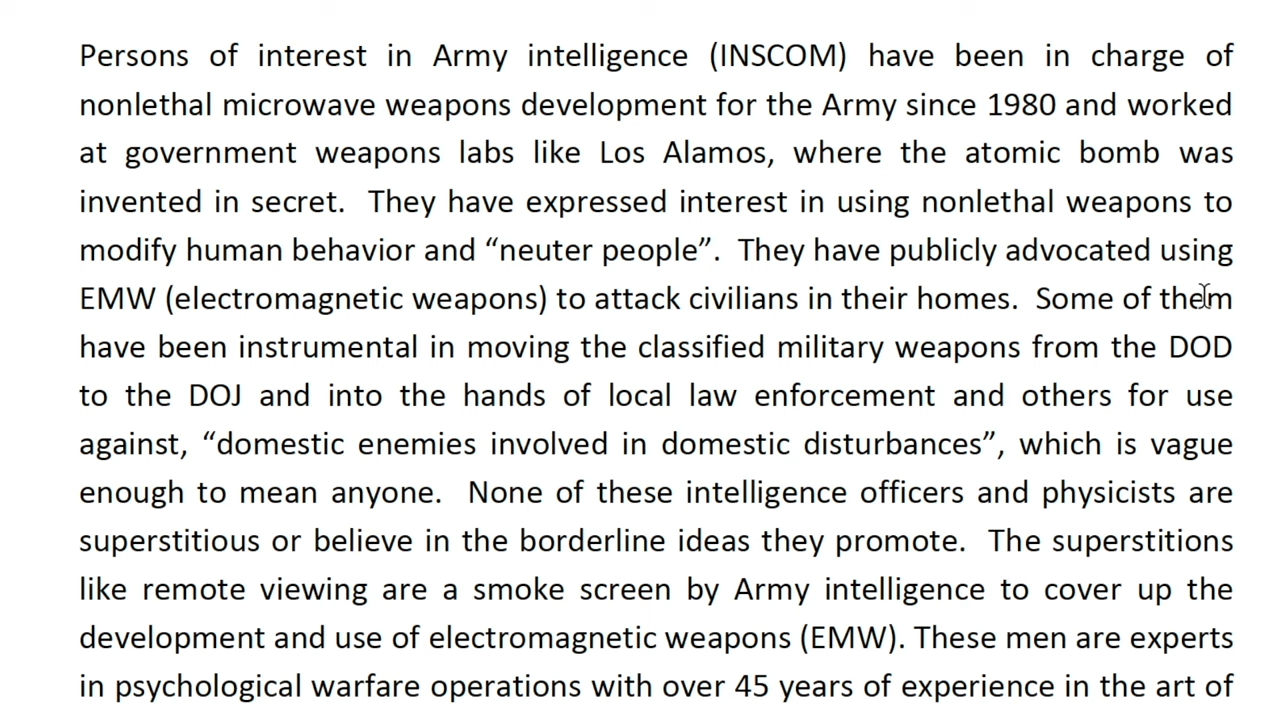 Persons of interest in Army intelligence (INSCOM) have been in charge of
nonlethal microwave weapons development for the Army since 1980 and worked
at government weapons labs like Los Alamos, where the atomic bomb was
invented in secret.  They have expressed interest in using nonlethal weapons to
modify human behavior and “neuter people”.  They have publicly advocated using
EMW (electromagnetic weapons) to attack civilians in their homes.  Some of them
have been instrumental in moving the classified military weapons from the DOD
to the DOJ and into the hands of local law enforcement and others for use
against, “domestic enemies involved in domestic disturbances”, which is vague
enough to mean anyone.  None of these intelligence officers and physicists are
superstitious or believe in the borderline ideas they promote.  The superstitions
like remote viewing are a smoke screen by Army intelligence to cover up the
development and use of electromagnetic weapons (EMW). These men are experts
in psychological warfare operations with over 45 years of experience in the art of